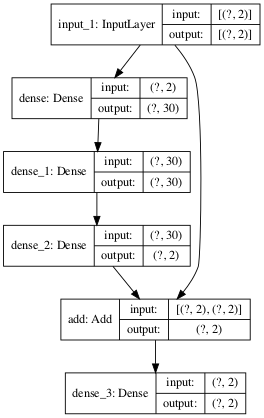 input_1: InputLayer
input: [(?, 2)]
output: [(?, 2)]
dense: Dense
input: (?, 2)
output: (?, 30)
dense_1: Dense
input: (?, 30)
output: (?, 30)
dense_2: Dense
input: (?, 30)
output: (?, 2)
add: Add
input: [(?, 2), (?, 2)]
output: (?, 2)
dense_3: Dense
input: (?, 2)
output: (?, 2)